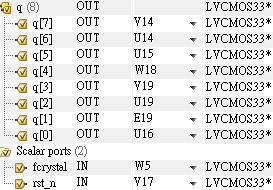 q (8) OUT LVCMOS33*
q[7] OUT V14 LVCMOS33*
q[6] OUT U14 LVCMOS33*
q[5] OUT U15 LVCMOS33*
q[4] OUT W18 LVCMOS33*
q[3] OUT V19 LVCMOS33*
q[2] OUT U19 LVCMOS33*
q[1] OUT E19 LVCMOS33*
q[0] OUT U16 LVCMOS33*
Scalar ports (2)
fcrystal IN W5 LVCMOS33*
rst_n IN V17 LVCMOS33*